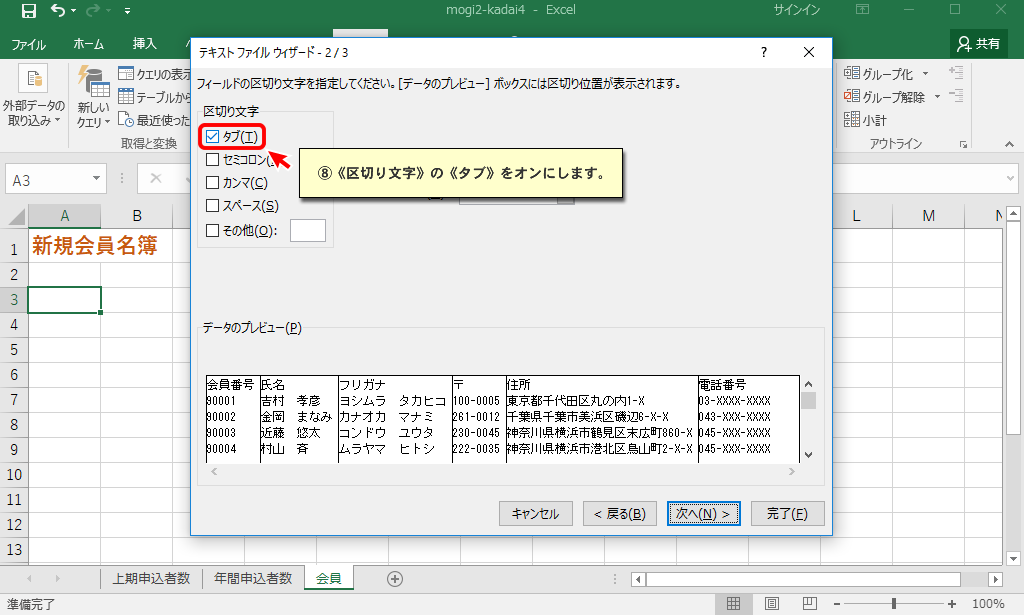 mogi2-kadai4 - Excel
サインイン
ファイル
ホーム
挿入
共有
テキスト ファイル ウィザード - 2 / 3
?
フィールドの区切り文字を指定してください。[データのプレビュー] ボックスには区切り位置が表示されます。
区切り文字
タブ(T)
セミコロン(
カンマ(C)
スペース(S)
その他(O):
⑧《区切り文字》の《タブ》をオンにします。
外部データの
取り込み
新しい
クエリ
クエリの表示
テーブルから
最近使った
取得と変換
グループ化
グループ解除
小計
アウトライン
A3
A B L M N
1 新規会員名簿
2
3
4
5
6
7
8
9
10
11
12
13
データのプレビュー(P)
会員番号 氏名 フリガナ 〒 住所 電話番号
90001 吉村 孝彦 ヨシムラ タカヒコ 100-0005 東京都千代田区丸の内1-X 03-XXXX-XXXX
90002 金岡 まなみ カナオカ マナミ 261-0012 千葉県千葉市美浜区磯辺6-X-X 043-XXX-XXXX
90003 近藤 悠太 コンドウ ユウタ 230-0045 神奈川県横浜市鶴見区末広町860-X 045-XXX-XXXX
90004 村山 斉 ムラヤマ ヒトシ 222-0035 神奈川県横浜市港北区鳥山町2-X-X 045-XXX-XXXX
キャンセル
< 戻る(B)
次へ(N) >
完了(F)
上期申込者数
年間申込者数
会員
準備完了
100%